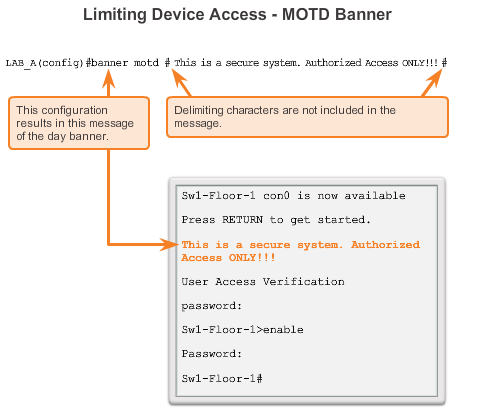 Limiting Device Access - MOTD Banner
LAB_A(config)#banner motd # This is a secure system. Authorized Access ONLY!!! #
This configuration
results in this message
of the day banner.
Delimiting characters are not included in the
message.
Sw1-Floor-1 con0 is now available
Press RETURN to get started.
This is a secure system. Authorized
Access ONLY!!!
User Access Verification
password:
Sw1-Floor-1>enable
Password:
Sw1-Floor-1#